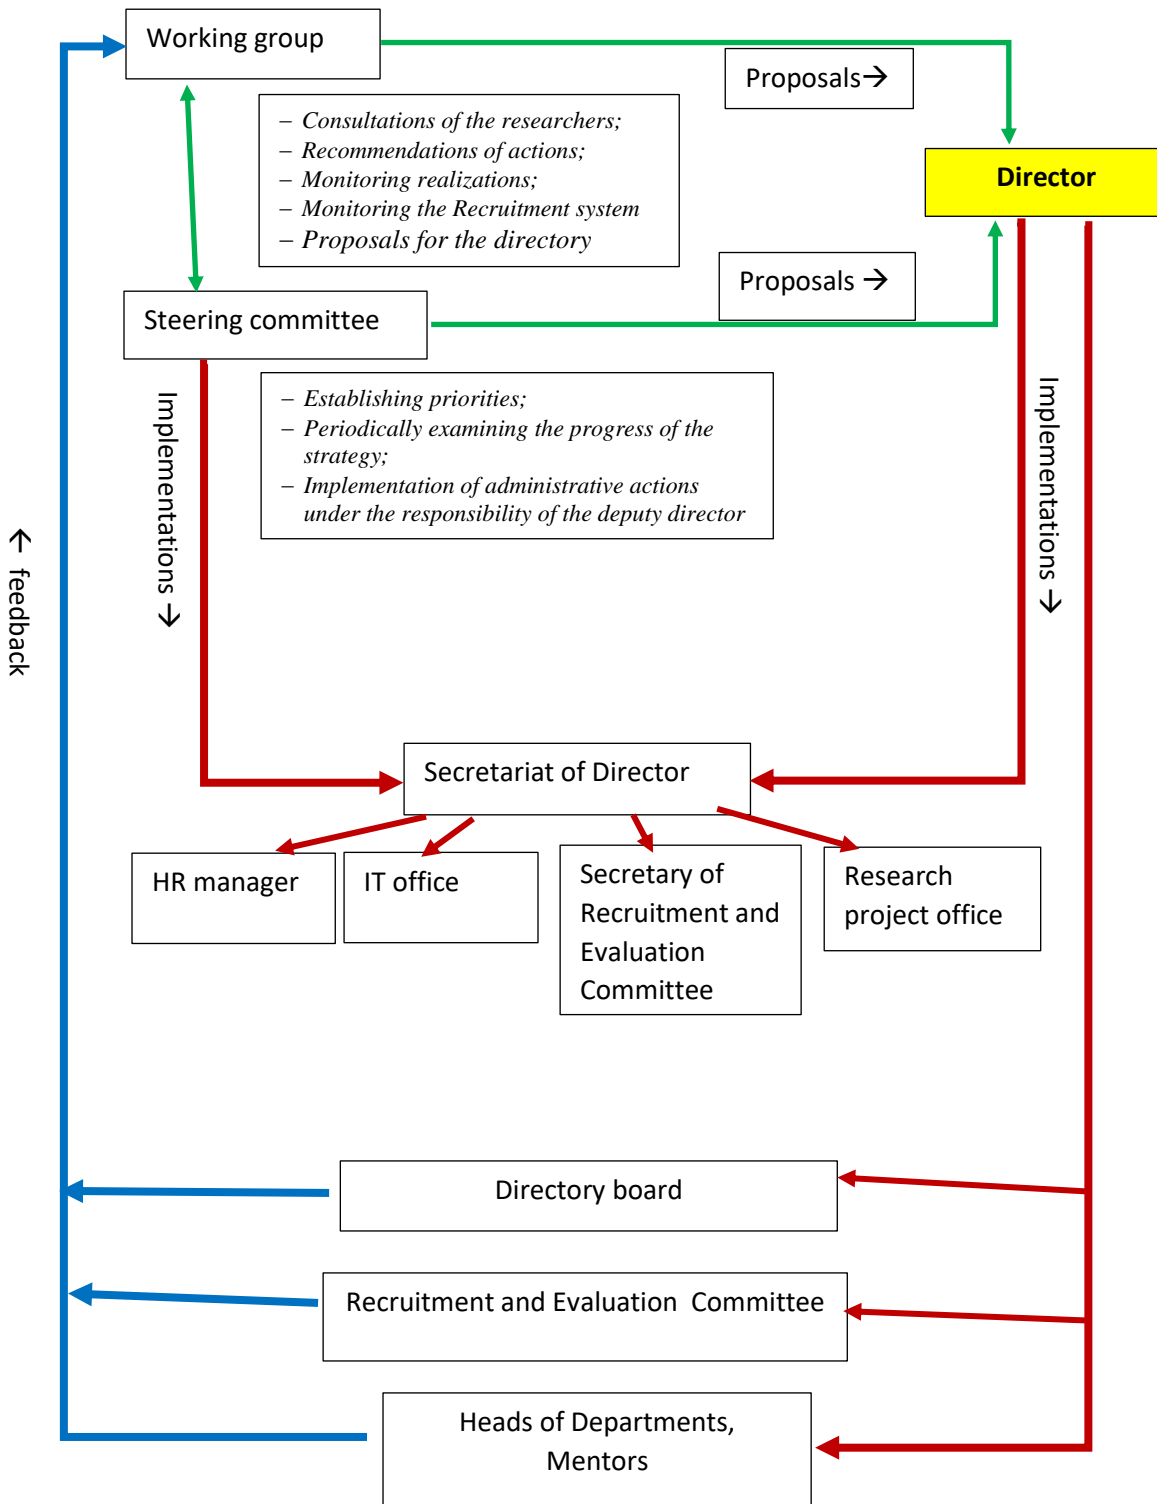 Working group
Proposals→
– Consultations of the researchers;
– Recommendations of actions;
– Monitoring realizations;
– Monitoring the Recruitment system
– Proposals for the directory
Director
Proposals →
Steering committee
– Establishing priorities;
– Periodically examining the progress of the
strategy;
– Implementation of administrative actions
under the responsibility of the deputy director
Implementations →
Implementations →
← feedback
Secretariat of Director
HR manager
IT office
Secretary of
Recruitment and
Evaluation
Committee
Research
project office
Directory board
Recruitment and Evaluation  Committee
Heads of Departments,
Mentors